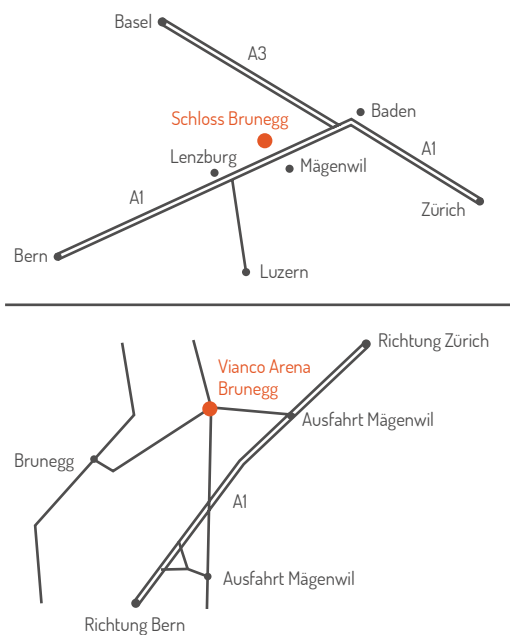 Basel
A3
Baden
Schloss Brunegg
Lenzburg
Mägenwil
A1
A1
Zürich
Bern
Luzern
Richtung Zürich
Vianco Arena
Brunegg
Ausfahrt Mägenwil
Brunegg
A1
Ausfahrt Mägenwil
Richtung Bern